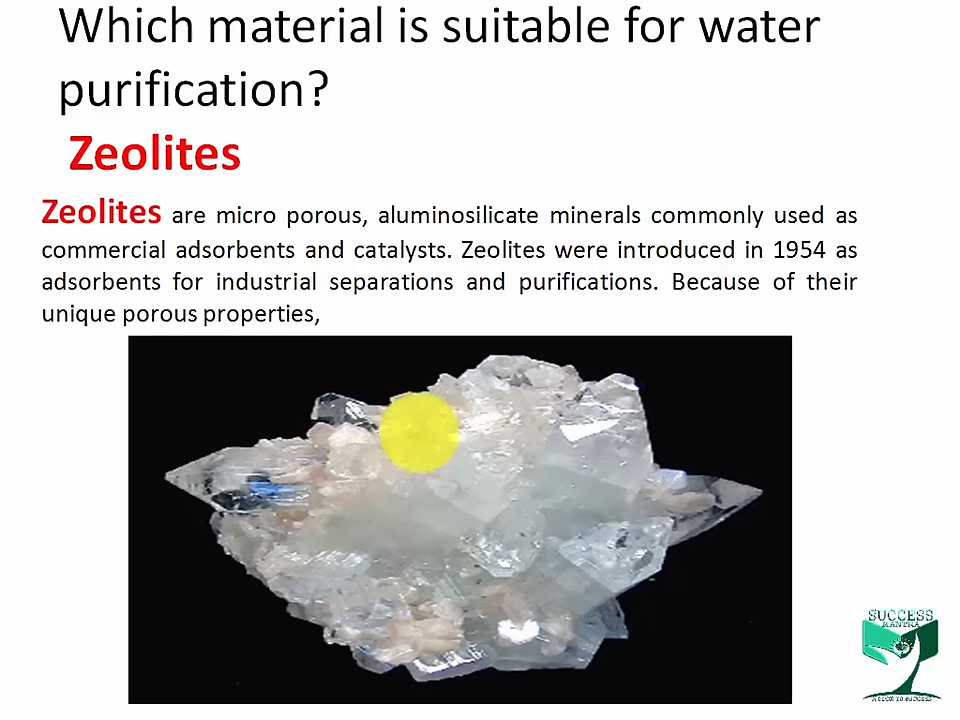 Which material is suitable for water
purification?
Zeolites
Zeolites are micro porous, aluminosilicate minerals commonly used as
commercial adsorbents and catalysts. Zeolites were introduced in 1954 as
adsorbents for industrial separations and purifications. Because of their
unique porous properties,
SUCCESS
MANTRA